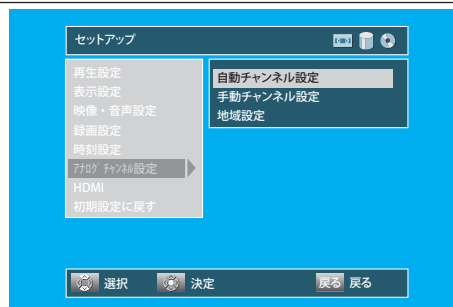 セットアップ
再生設定
表示設定
映像・音声設定
録画設定
時刻設定
ｱﾅﾛｸﾞ ﾁｬﾝﾈﾙ設定
HDMI
初期設定に戻す
自動チャンネル設定
手動チャンネル設定
地域設定
選択 決定 戻る 戻る